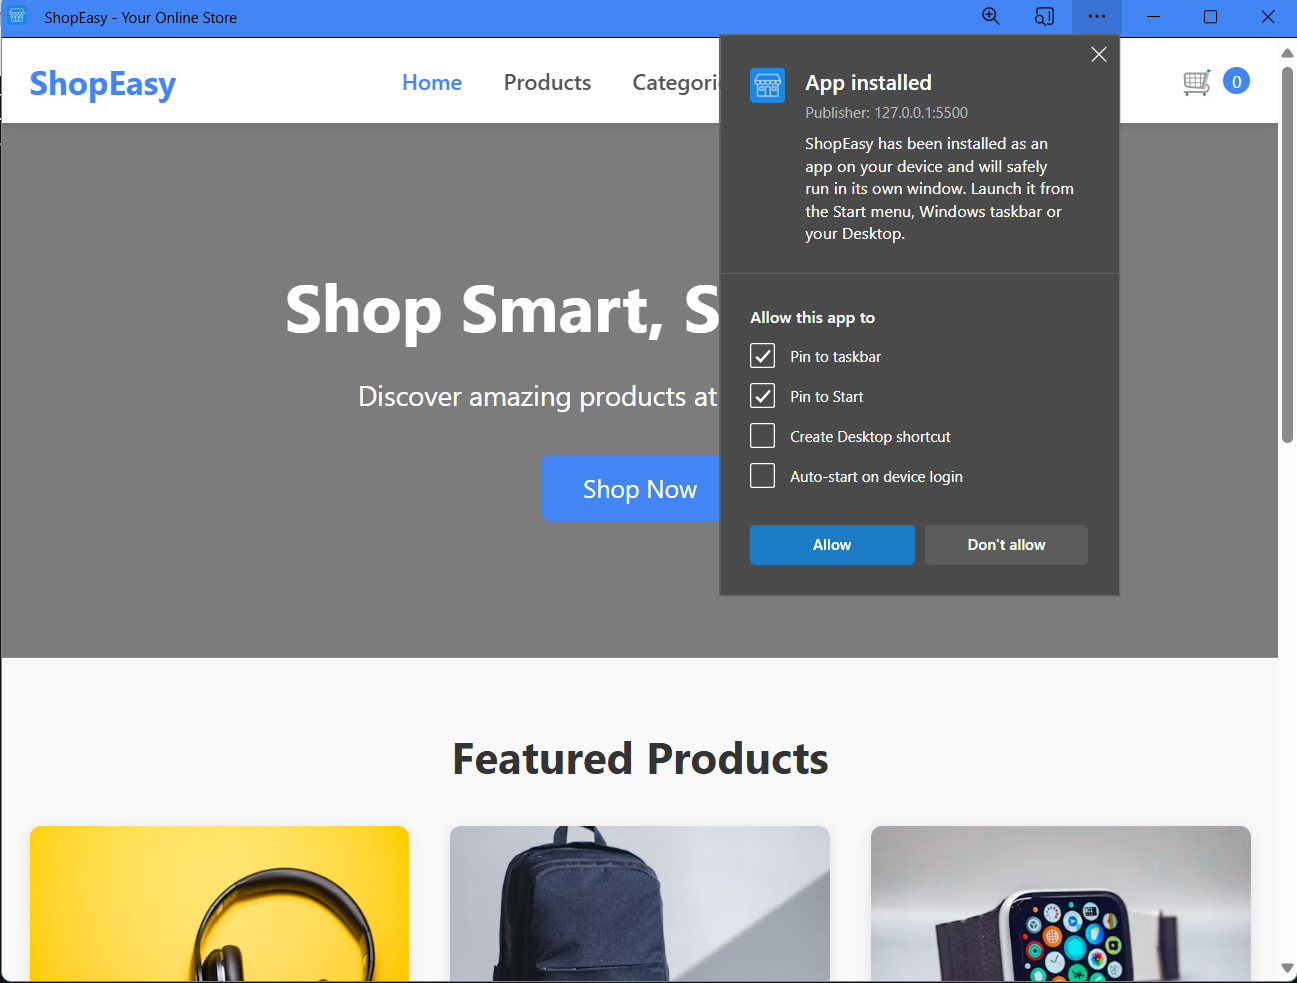 ShopEasy - Your Online Store
ShopEasy
Home
Products
Categori
0
App installed
Publisher: 127.0.0.1:5500
ShopEasy has been installed as an
app on your device and will safely
run in its own window. Launch it from
the Start menu, Windows taskbar or
your Desktop.
Allow this app to
Pin to taskbar
Pin to Start
Create Desktop shortcut
Auto-start on device login
Allow
Don't allow
Shop Smart, S
Discover amazing products at
Shop Now
Featured Products